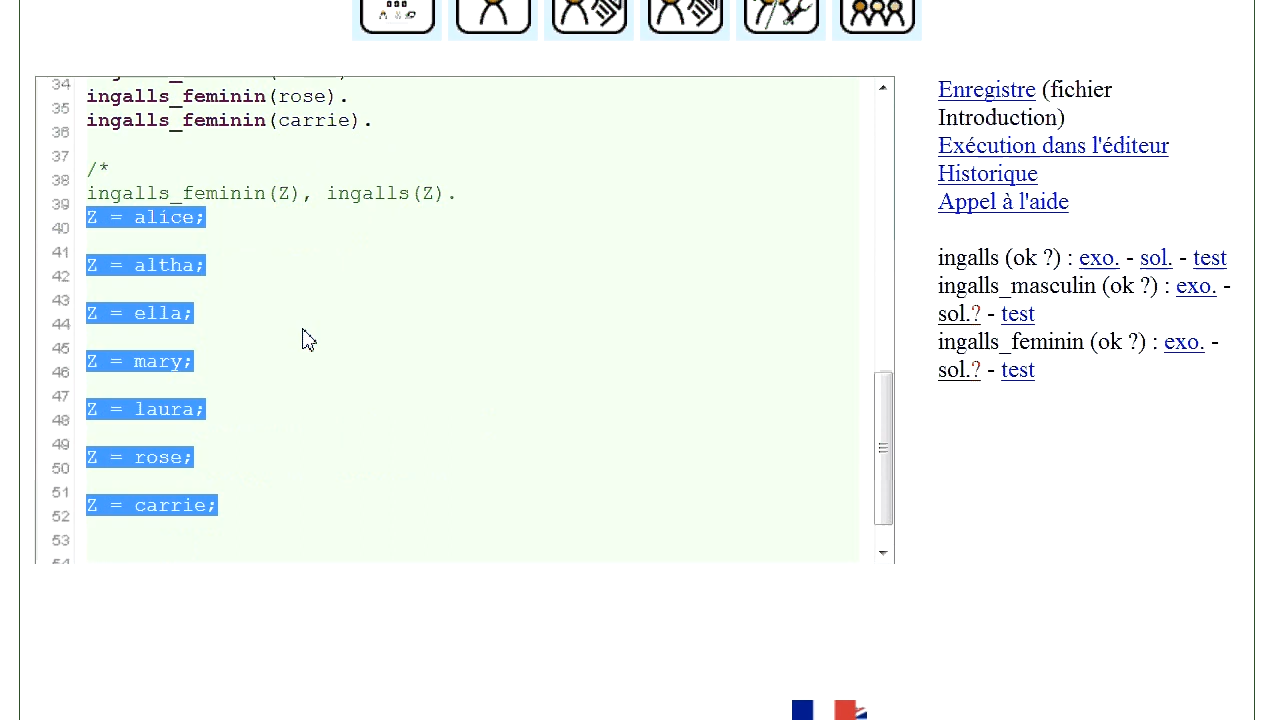 34
35 ingalls_feminin(rose).
36 ingalls_feminin(carrie).
37
38 /*
39 ingalls_feminin(Z), ingalls(Z).
40 Z = alice;
41
42 Z = altha;
43
44 Z = ella;
45
46 Z = mary;
47
48 Z = laura;
49
50 Z = rose;
51
52 Z = carrie;
53
54
Enregistre (fichier
Introduction)
Exécution dans l'éditeur
Historique
Appel à l'aide
ingalls (ok ?) : exo. - sol. - test
ingalls_masculin (ok ?) : exo. -
sol.? - test
ingalls_feminin (ok ?) : exo. -
sol.? - test